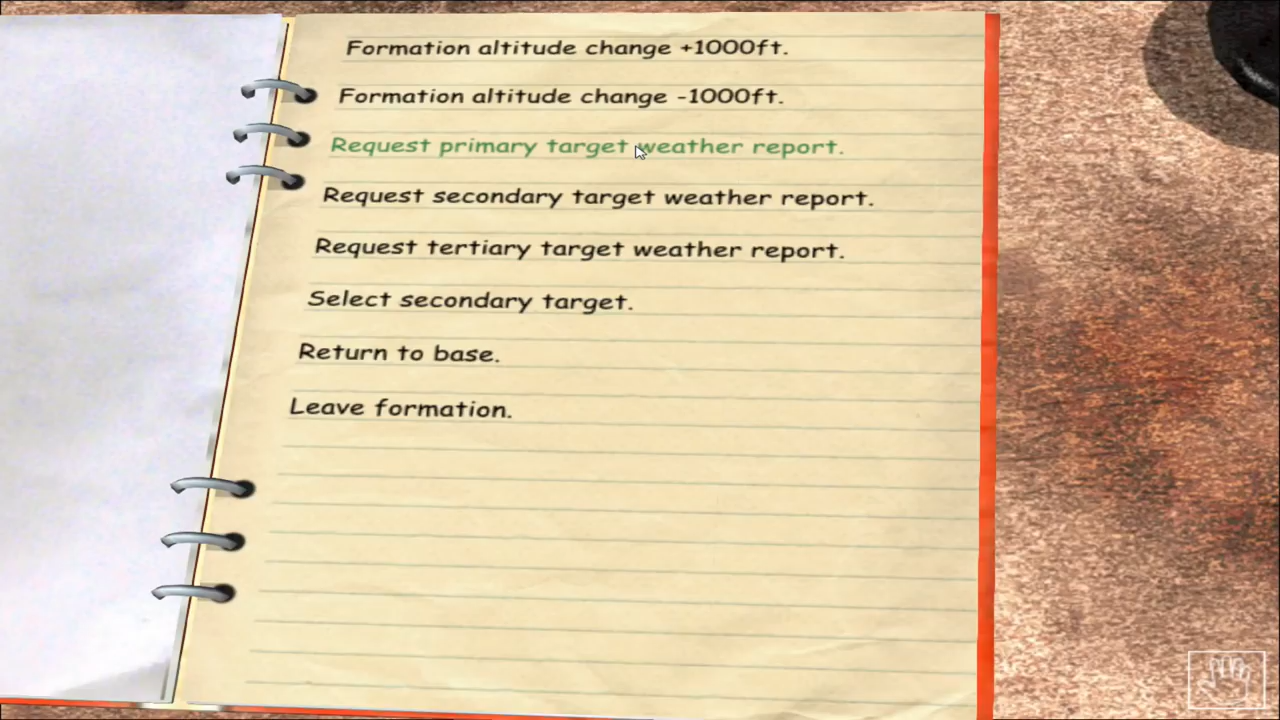 Formation altitude change +1000ft.
Formation altitude change -1000ft.
Request primary target weather report.
Request secondary target weather report.
Request tertiary target weather report.
Select secondary target.
Return to base.
Leave formation.